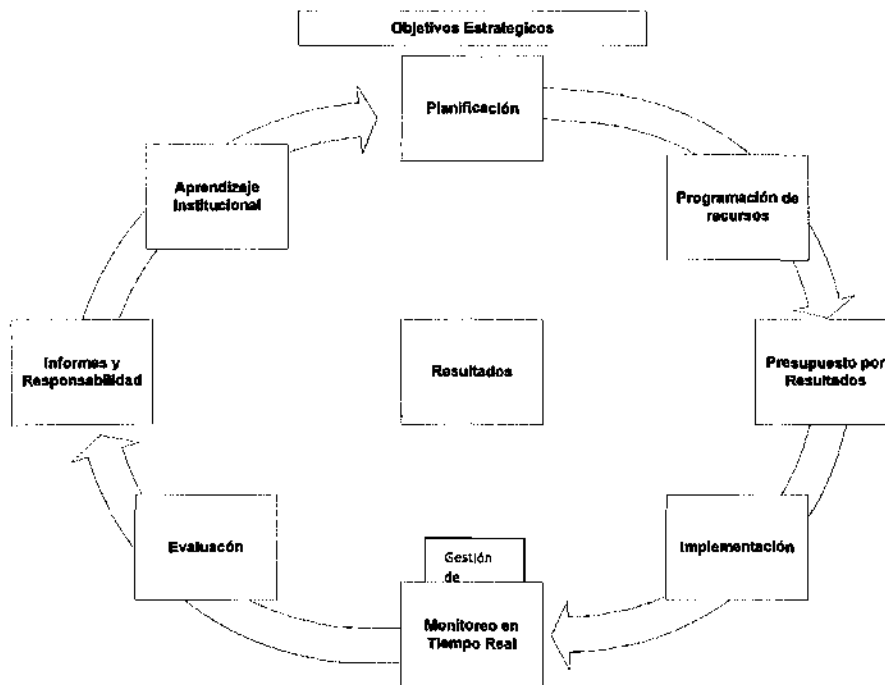 Objetivos Estrategicos
Planificación
Aprendizaje
Institucional
Programación de
recursos
Informes y
Responsabilidad
Resultados
Presupuesto por
Resultados
Evaluacón
Gestión
de
Implementación
Monitoreo en
Tiempo Real